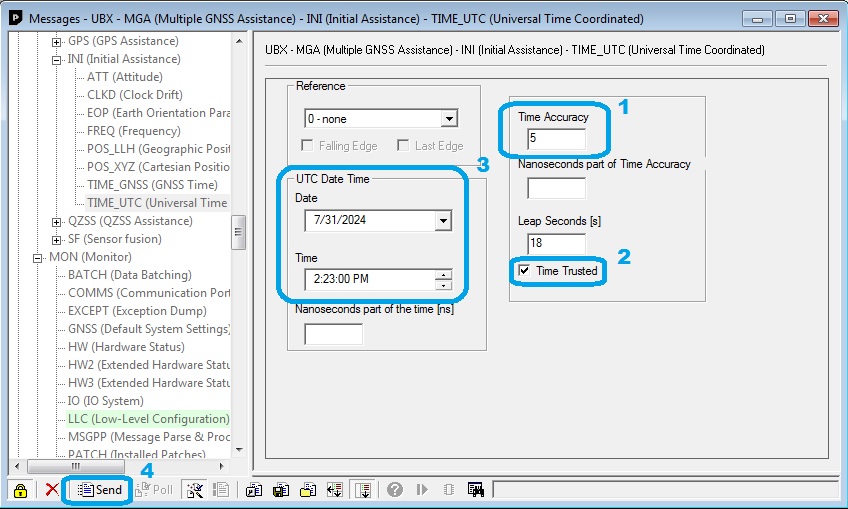 Messages - UBX - MGA (Multiple GNSS Assistance) - INI (Initial Assistance) - TIME_UTC (Universal Time Coordinated)
GPS (GPS Assistance)
INI (Initial Assistance)
ATT (Attitude)
CLKD (Clock Drift)
EOP (Earth Orientation Para
FREQ (Frequency)
POS_LLH (Geographic Posit
POS_XYZ (Cartesian Positio
TIME_GNSS (GNSS Time)
TIME_UTC (Universal Time
QZSS (QZSS Assistance)
SF (Sensor fusion)
MON (Monitor)
BATCH (Data Batching)
COMMS (Communication Port
EXCEPT (Exception Dump)
GNSS (Default System Settings)
HW (Hardware Status)
HW2 (Extended Hardware Statu
HW3 (Extended Hardware Statu
IO (IO System)
LLC (Low-Level Configuration)
MSGPP (Message Parse & Proc
PATCH (Installed Patches)
UBX - MGA (Multiple GNSS Assistance) - INI (Initial Assistance) - TIME_UTC (Universal Time Coordinated)
Reference
0 - none
Falling Edge
Last Edge
3
UTC Date Time
Date
7/31/2024
Time
2:23:00 PM
Nanoseconds part of the time [ns]
1
Time Accuracy
5
Nanoseconds part of Time Accuracy
Leap Seconds [s]
18
2
Time Trusted
4
Send
Poll